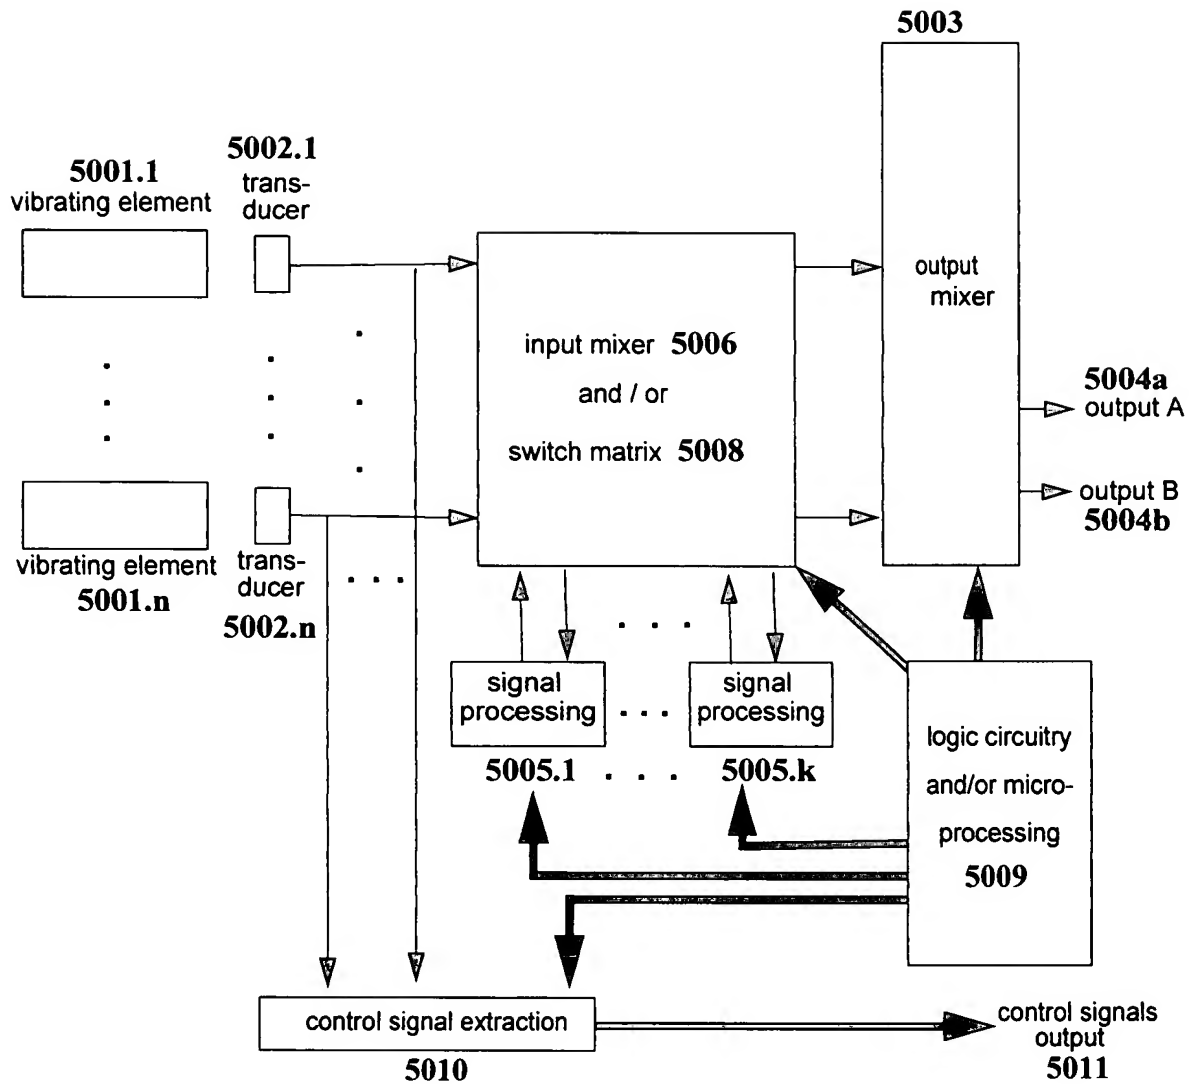 5003
5002.1
trans-
ducer
5001.1
vibrating element
output
mixer
input mixer 5006
and / or
switch matrix 5008
5004a
output A
output B
5004b
vibrating element
5001.n
trans-
ducer
5002.n
signal
processing
5005.1
signal
processing
5005.k
logic circuitry
and/or micro-
processing
5009
control signal extraction
5010
control signals
output
5011